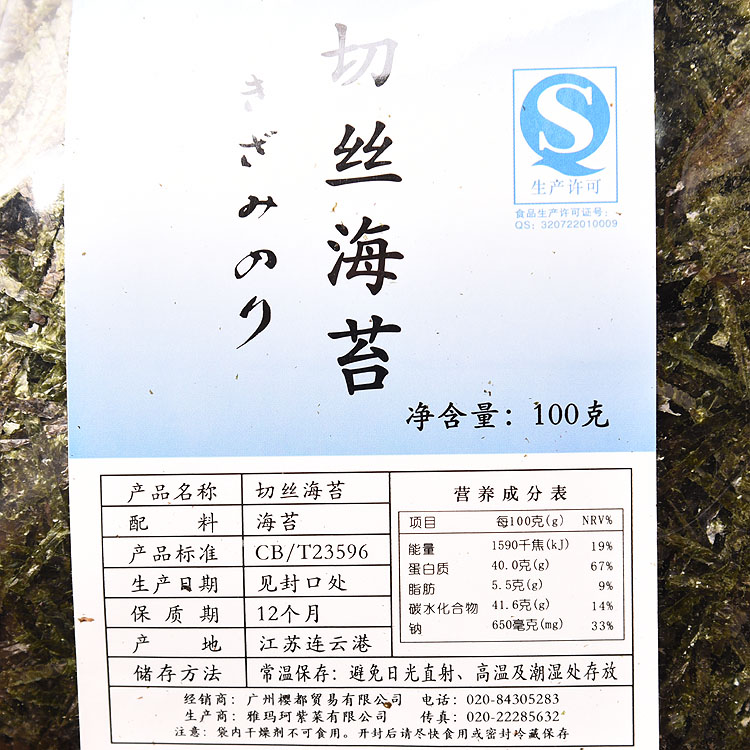 切丝海苔
きざみのり
生产许可
食品生产许可证号:
QS: 320722010009
净含量: 100克
产品名称 切丝海苔
配 料 海苔
产品标准 CB/T23596
生产日期 见封口处
保质期 12个月
产 地 江苏连云港
储存方法 常温保存: 避免日光直射、高温及潮湿处存放
营养成分表
项目 每100克(g) NRV%
能量 1590千焦(kJ) 19%
蛋白质 40.0克(g) 67%
脂肪 5.5克(g) 9%
碳水化合物 41.6克(g) 14%
钠 650毫克(mg) 33%
经销商: 广州樱都贸易有限公司 电话: 020-84305283
生产商: 雅玛珂紫菜有限公司 传真: 020-22285632
注意: 袋内干燥剂不可食用。开封后请尽快食用或密封冷藏保存